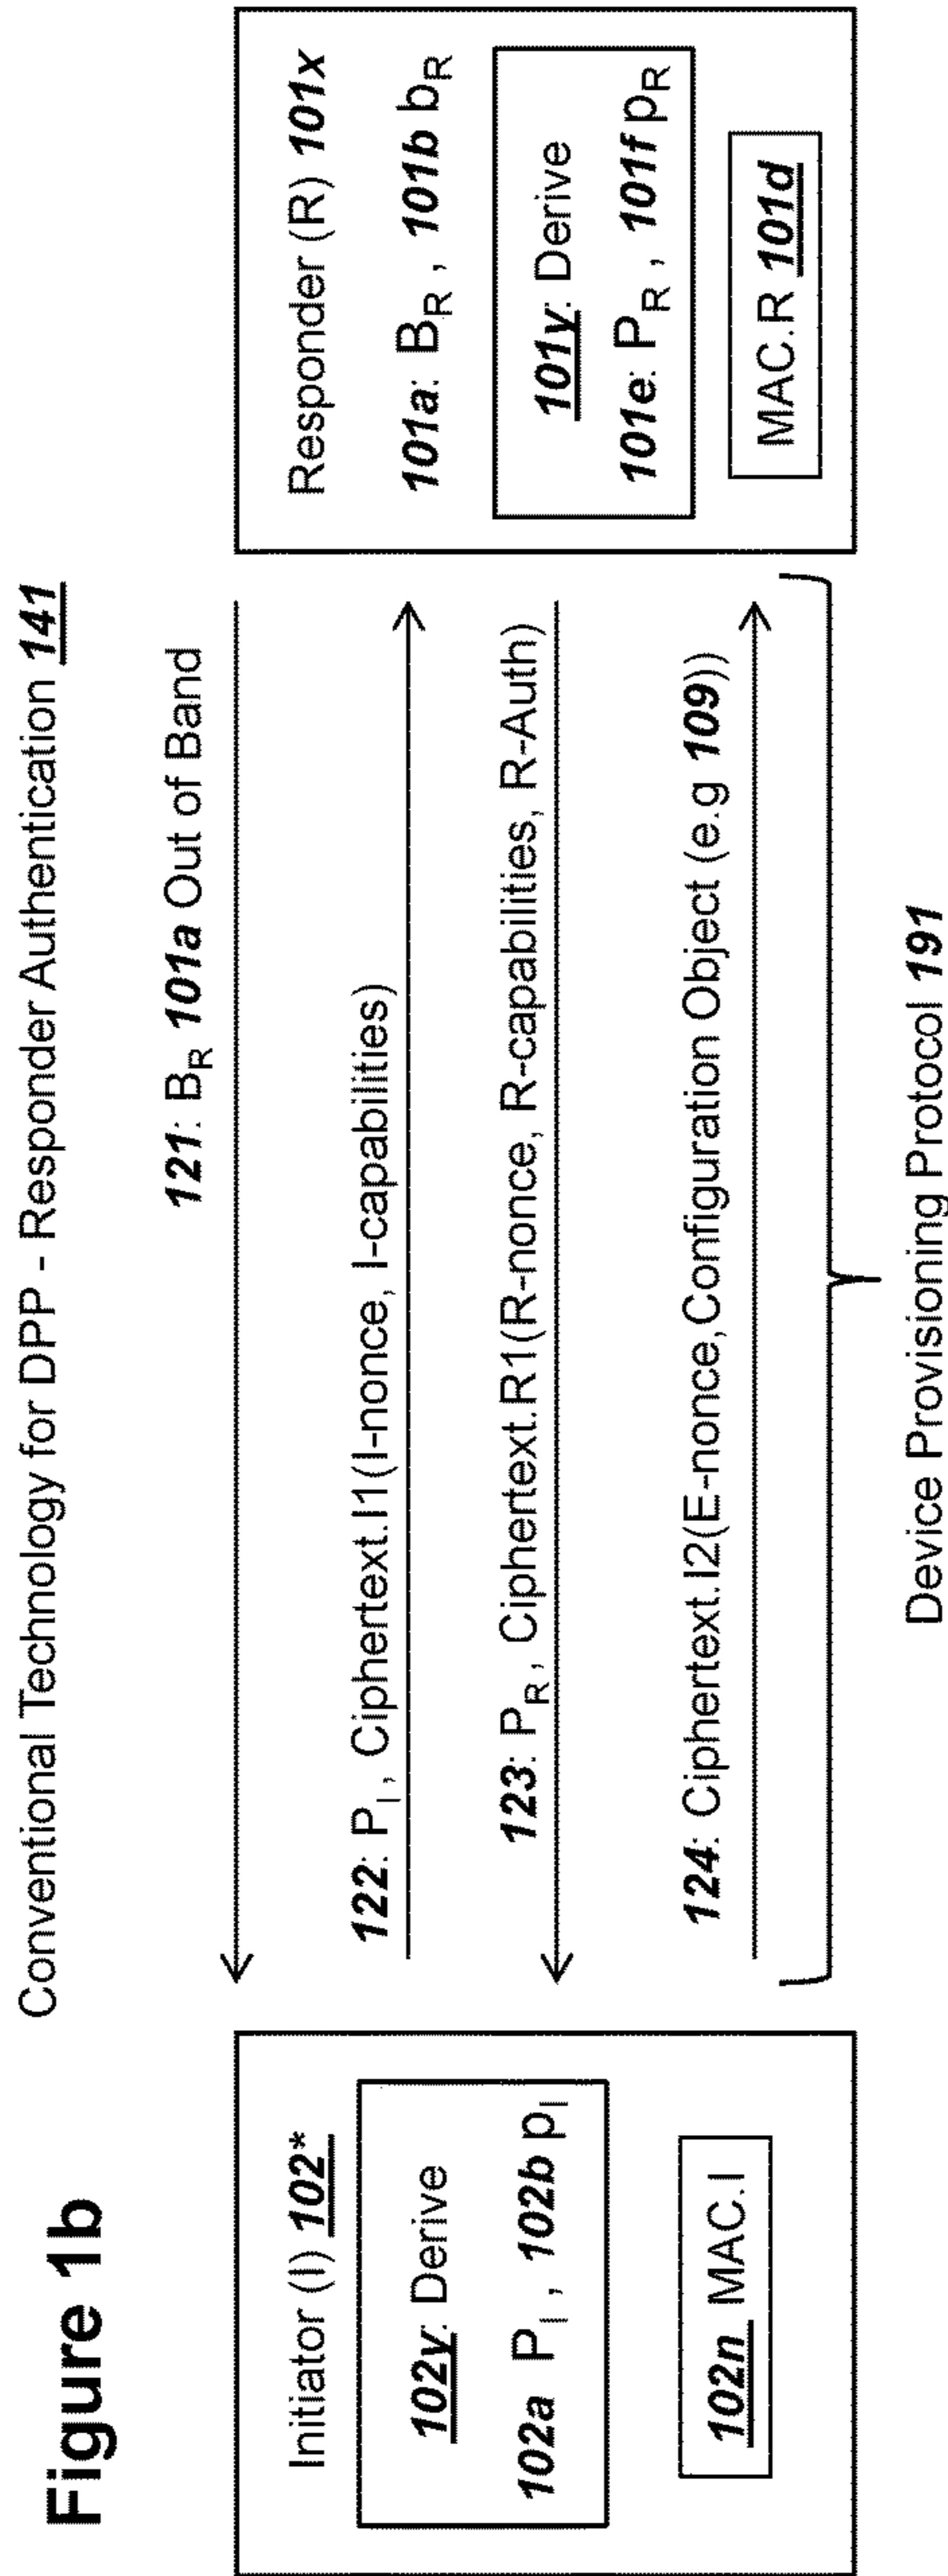 Figure 1b
Conventional Technology for DPP - Responder Authentication 141
Initiator (I) 102*
102y: Derive
102a P_I , 102b p_I
102n MAC.I
121: B_R 101a Out of Band
122: P_I , Ciphertext.I1(I-nonce, I-capabilities)
123: P_R , Ciphertext.R1(R-nonce, R-capabilities, R-Auth)
124: Ciphertext.I2(E-nonce,Configuration Object (e.g 109))
Device Provisioning Protocol 191
Responder (R) 101x
101a: B_R , 101b b_R
101y: Derive
101e: P_R , 101f p_R
MAC.R 101d